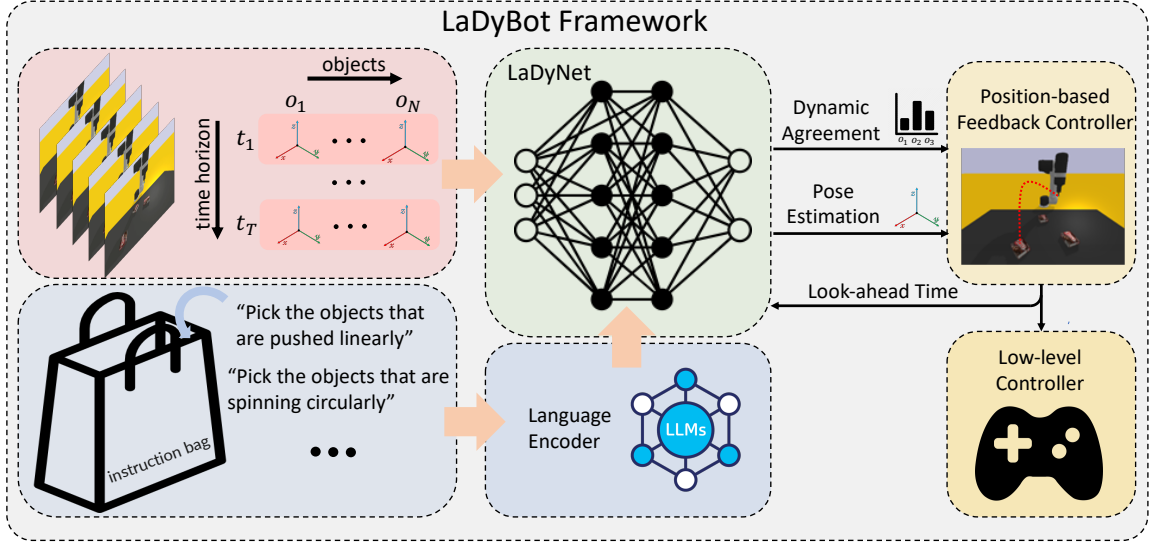 LaDyBot Framework
objects
time horizon
o₁ o_N
t₁
z x y
z x y
t_T
z x y
z x y
"Pick the objects that
are pushed linearly"
"Pick the objects that are
spinning circularly"
instruction bag
LaDyNet
Language
Encoder
LLMs
Dynamic
Agreement
o₁ o₂ o₃
Pose
Estimation
z x y
Look-ahead Time
Position-based
Feedback Controller
Low-level
Controller